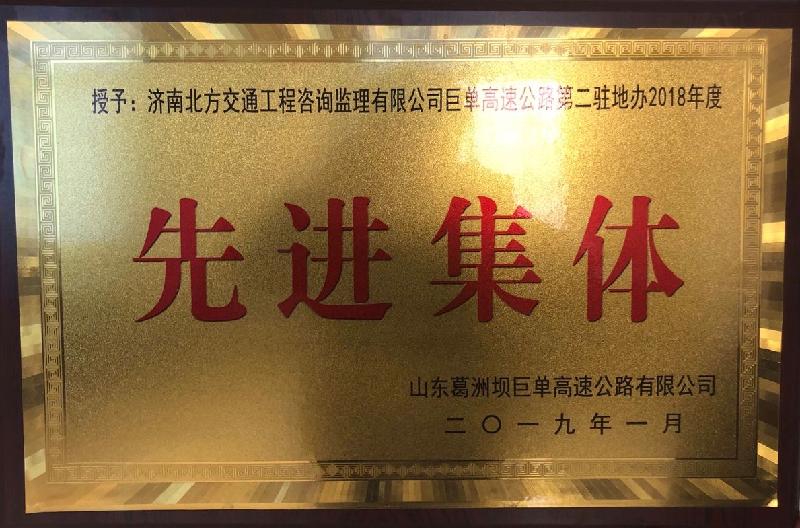 授予：济南北方交通工程咨询监理有限公司巨单高速公路第二驻地办2018年度
先进集体
山东葛洲坝巨单高速公路有限公司
二〇一九年一月